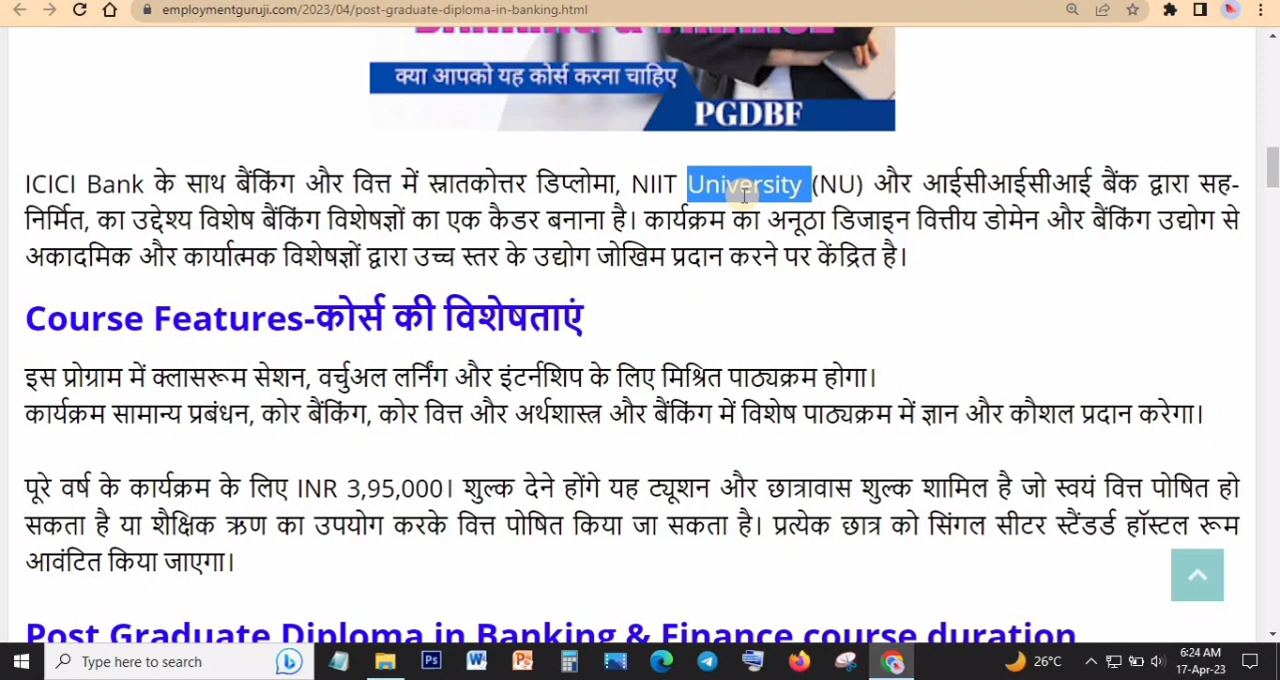 employmentguruji.com/2023/04/post-graduate-diploma-in-banking.html
क्या आपको यह कोर्स करना चाहिए
PGDBF
ICICI Bank के साथ बैंकिंग और वित्त में स्नातकोत्तर डिप्लोमा, NIIT University (NU) और आईसीआईसीआई बैंक द्वारा सह-
निर्मित, का उद्देश्य विशेष बैंकिंग विशेषज्ञों का एक कैडर बनाना है। कार्यक्रम का अनूठा डिजाइन वित्तीय डोमेन और बैंकिंग उद्योग से
अकादमिक और कार्यात्मक विशेषज्ञों द्वारा उच्च स्तर के उद्योग जोखिम प्रदान करने पर केंद्रित है।
Course Features-कोर्स की विशेषताएं
इस प्रोग्राम में क्लासरूम सेशन, वर्चुअल लर्निंग और इंटर्नशिप के लिए मिश्रित पाठ्यक्रम होगा।
कार्यक्रम सामान्य प्रबंधन, कोर बैंकिंग, कोर वित्त और अर्थशास्त्र और बैंकिंग में विशेष पाठ्यक्रम में ज्ञान और कौशल प्रदान करेगा।
पूरे वर्ष के कार्यक्रम के लिए INR 3,95,000। शुल्क देने होंगे यह ट्यूशन और छात्रावास शुल्क शामिल है जो स्वयं वित्त पोषित हो
सकता है या शैक्षिक ऋण का उपयोग करके वित्त पोषित किया जा सकता है। प्रत्येक छात्र को सिंगल सीटर स्टैंडर्ड हॉस्टल रूम
आवंटित किया जाएगा।
Post Graduate Diploma in Banking & Finance course duration
Type here to search
26°C
6:24 AM
17-Apr-23